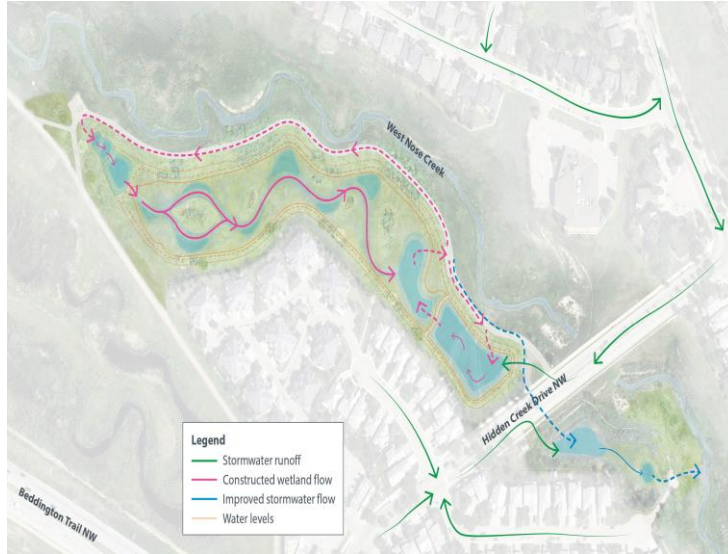 West Nose Creek
Hidden Creek Drive NW
Legend
Stormwater runoff
Constructed wetland flow
Improved stormwater flow
Water levels
Beddington Trail NW